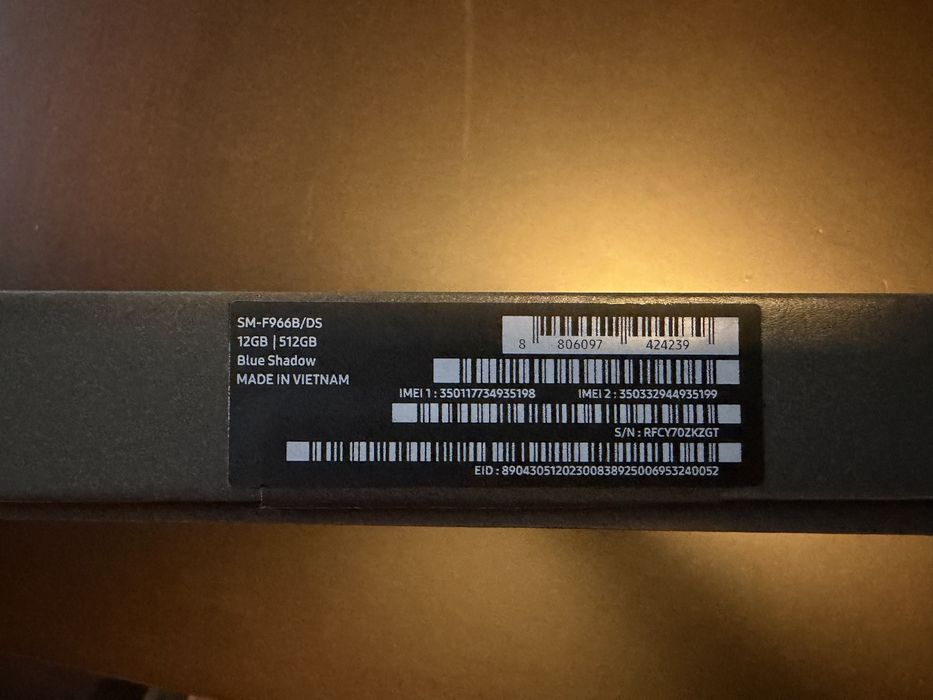 SM-F966B/DS
12GB | 512GB
Blue Shadow
MADE IN VIETNAM
8 806097 424239
IMEI 1 : 350117734935198 IMEI 2 : 350332944935199
S/N : RFCY70ZKZGT
EID : 89043051202300838925006953240052